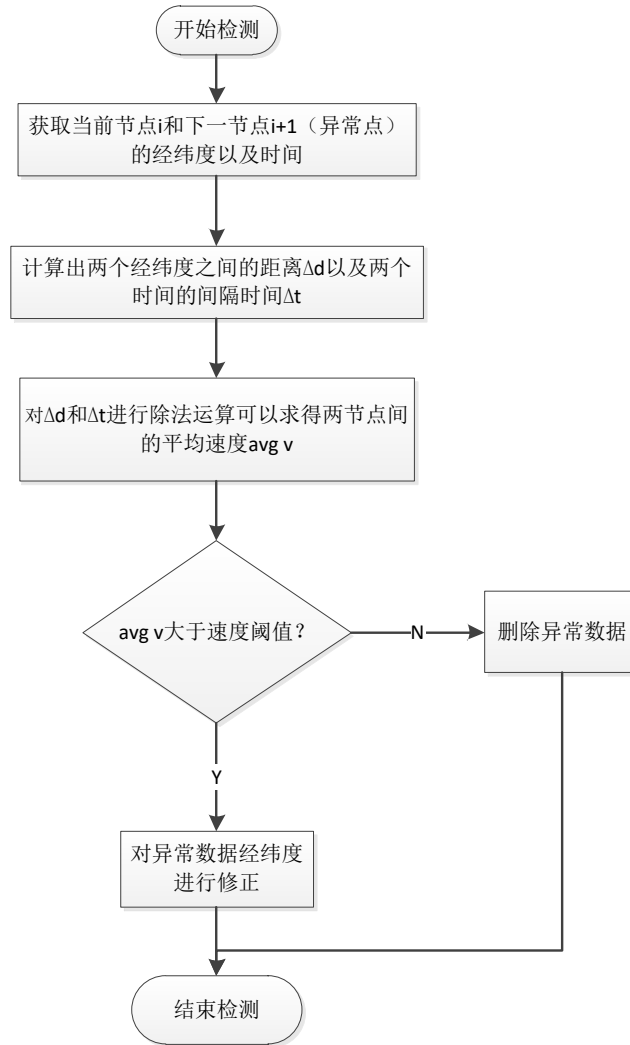 开始检测
获取当前节点i和下一节点i+1（异常点）
的经纬度以及时间
计算出两个经纬度之间的距离Δd以及两个
时间的间隔时间Δt
对Δd和Δt进行除法运算可以求得两节点间
的平均速度avg v
avg v大于速度阈值？
N
删除异常数据
Y
对异常数据经纬度
进行修正
结束检测